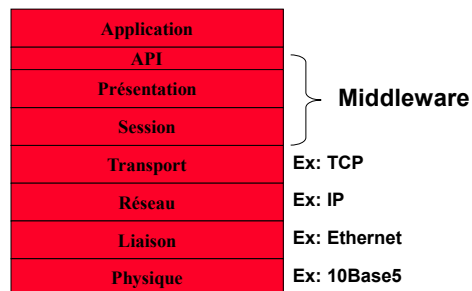 Application
API
Présentation
Middleware
Session
Transport Ex: TCP
Réseau Ex: IP
Liaison Ex: Ethernet
Physique Ex: 10Base5